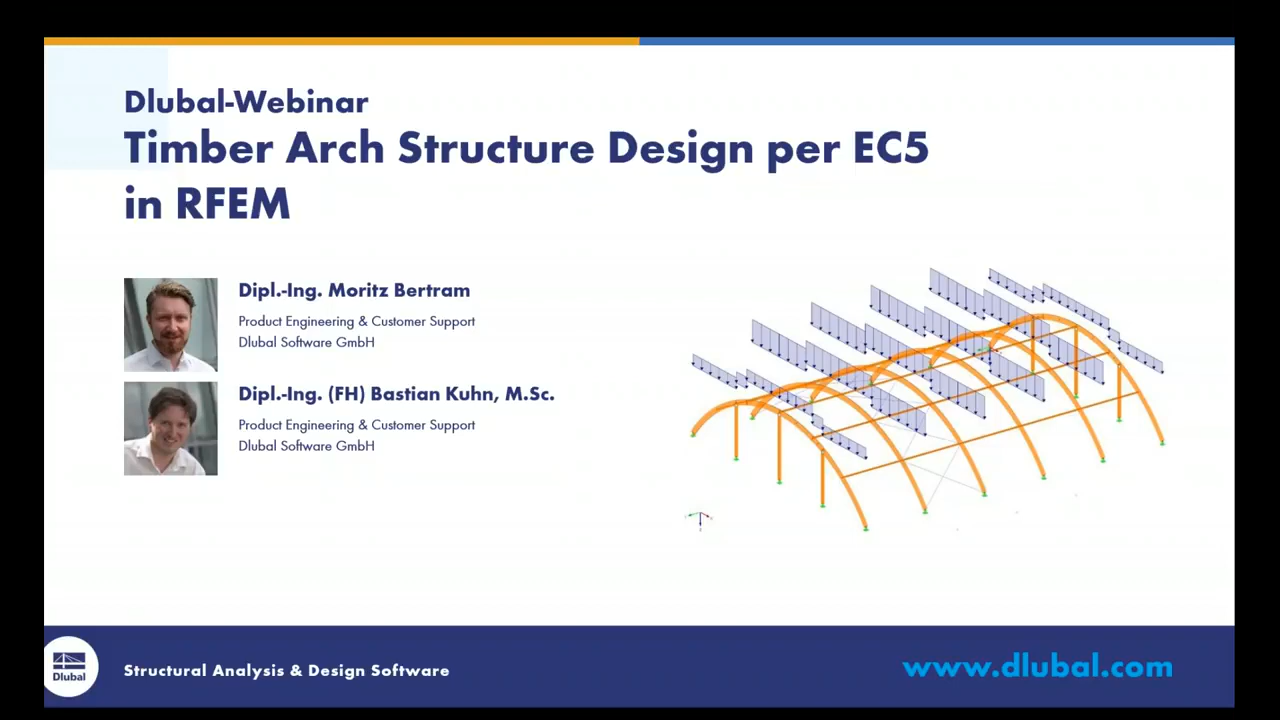 Dlubal-Webinar
Timber Arch Structure Design per EC5
in RFEM
Dipl.-Ing. Moritz Bertram
Product Engineering & Customer Support
Dlubal Software GmbH
Dipl.-Ing. (FH) Bastian Kuhn, M.Sc.
Product Engineering & Customer Support
Dlubal Software GmbH
Dlubal
Structural Analysis & Design Software
www.dlubal.com